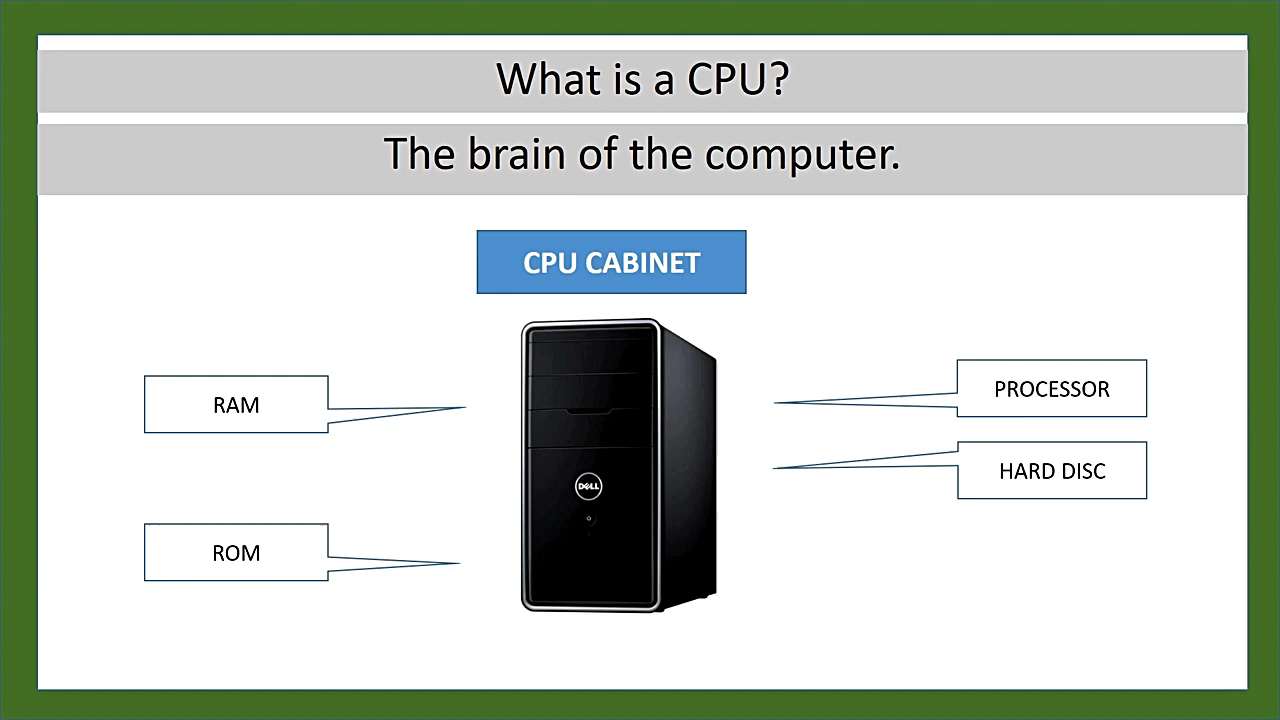 What is a CPU?
The brain of the computer.
CPU CABINET
RAM
PROCESSOR
HARD DISC
DELL
ROM